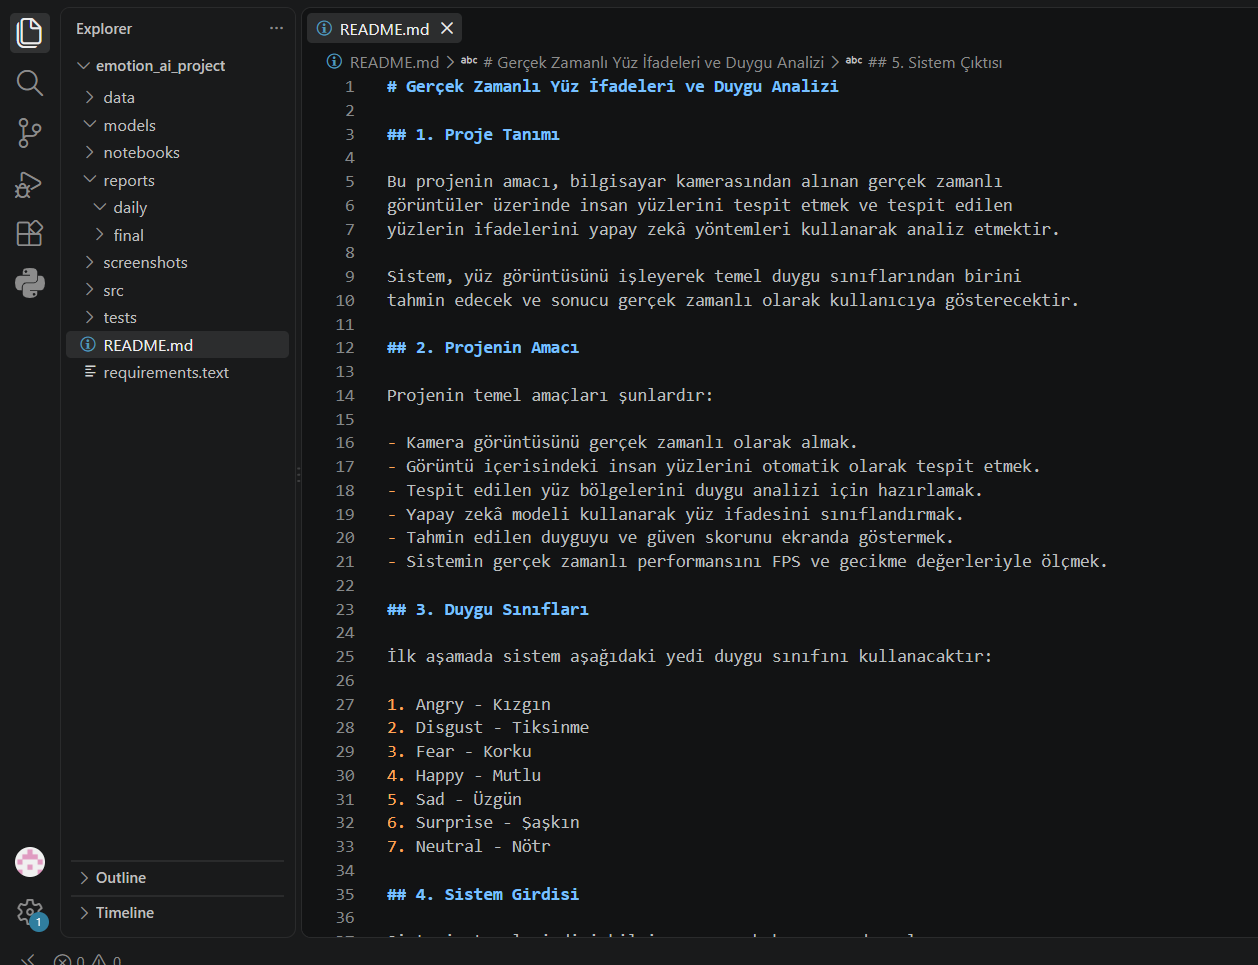 Explorer
emotion_ai_project
data
models
notebooks
reports
daily
final
screenshots
src
tests
README.md
requirements.text
Outline
Timeline
1
0 0
README.md
README.md > abc # Gerçek Zamanlı Yüz İfadeleri ve Duygu Analizi > abc ## 5. Sistem Çıktısı
1 # Gerçek Zamanlı Yüz İfadeleri ve Duygu Analizi
2
3 ## 1. Proje Tanımı
4
5 Bu projenin amacı, bilgisayar kamerasından alınan gerçek zamanlı
6 görüntüler üzerinde insan yüzlerini tespit etmek ve tespit edilen
7 yüzlerin ifadelerini yapay zekâ yöntemleri kullanarak analiz etmektir.
8
9 Sistem, yüz görüntüsünü işleyerek temel duygu sınıflarından birini
10 tahmin edecek ve sonucu gerçek zamanlı olarak kullanıcıya gösterecektir.
11
12 ## 2. Projenin Amacı
13
14 Projenin temel amaçları şunlardır:
15
16 - Kamera görüntüsünü gerçek zamanlı olarak almak.
17 - Görüntü içerisindeki insan yüzlerini otomatik olarak tespit etmek.
18 - Tespit edilen yüz bölgelerini duygu analizi için hazırlamak.
19 - Yapay zekâ modeli kullanarak yüz ifadesini sınıflandırmak.
20 - Tahmin edilen duyguyu ve güven skorunu ekranda göstermek.
21 - Sistemin gerçek zamanlı performansını FPS ve gecikme değerleriyle ölçmek.
22
23 ## 3. Duygu Sınıfları
24
25 İlk aşamada sistem aşağıdaki yedi duygu sınıfını kullanacaktır:
26
27 1. Angry - Kızgın
28 2. Disgust - Tiksinme
29 3. Fear - Korku
30 4. Happy - Mutlu
31 5. Sad - Üzgün
32 6. Surprise - Şaşkın
33 7. Neutral - Nötr
34
35 ## 4. Sistem Girdisi
36